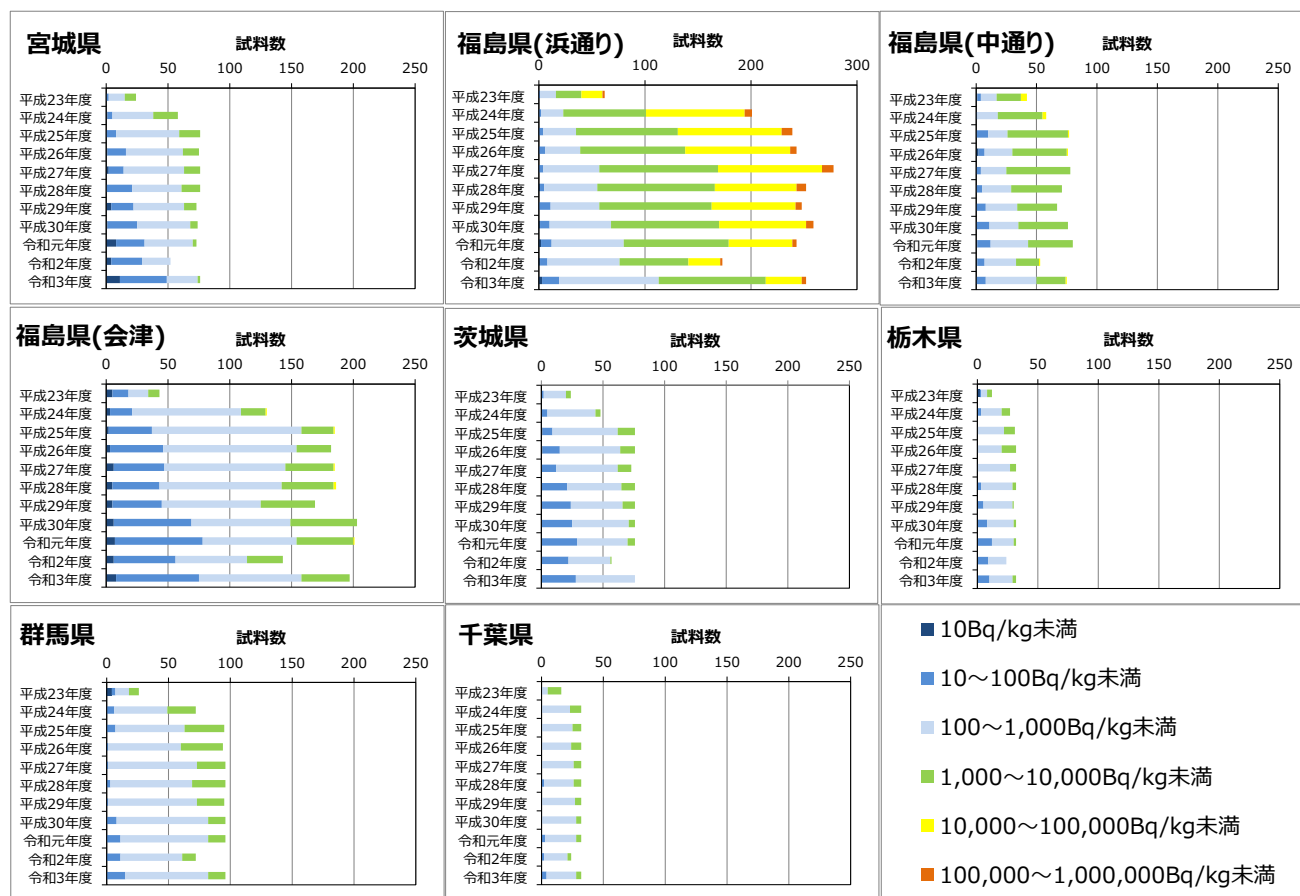 宮城県
試料数
0 50 100 150 200 250
平成23年度
平成24年度
平成25年度
平成26年度
平成27年度
平成28年度
平成29年度
平成30年度
令和元年度
令和2年度
令和3年度
福島県(浜通り)
試料数
0 100 200 300
平成23年度
平成24年度
平成25年度
平成26年度
平成27年度
平成28年度
平成29年度
平成30年度
令和元年度
令和2年度
令和3年度
福島県(中通り)
試料数
0 50 100 150 200 250
平成23年度
平成24年度
平成25年度
平成26年度
平成27年度
平成28年度
平成29年度
平成30年度
令和元年度
令和2年度
令和3年度
福島県(会津)
試料数
0 50 100 150 200 250
平成23年度
平成24年度
平成25年度
平成26年度
平成27年度
平成28年度
平成29年度
平成30年度
令和元年度
令和2年度
令和3年度
茨城県
試料数
0 50 100 150 200 250
平成23年度
平成24年度
平成25年度
平成26年度
平成27年度
平成28年度
平成29年度
平成30年度
令和元年度
令和2年度
令和3年度
栃木県
試料数
0 50 100 150 200 250
平成23年度
平成24年度
平成25年度
平成26年度
平成27年度
平成28年度
平成29年度
平成30年度
令和元年度
令和2年度
令和3年度
群馬県
試料数
0 50 100 150 200 250
平成23年度
平成24年度
平成25年度
平成26年度
平成27年度
平成28年度
平成29年度
平成30年度
令和元年度
令和2年度
令和3年度
千葉県
試料数
0 50 100 150 200 250
平成23年度
平成24年度
平成25年度
平成26年度
平成27年度
平成28年度
平成29年度
平成30年度
令和元年度
令和2年度
令和3年度
10Bq/kg未満
10～100Bq/kg未満
100～1,000Bq/kg未満
1,000～10,000Bq/kg未満
10,000～100,000Bq/kg未満
100,000～1,000,000Bq/kg未満